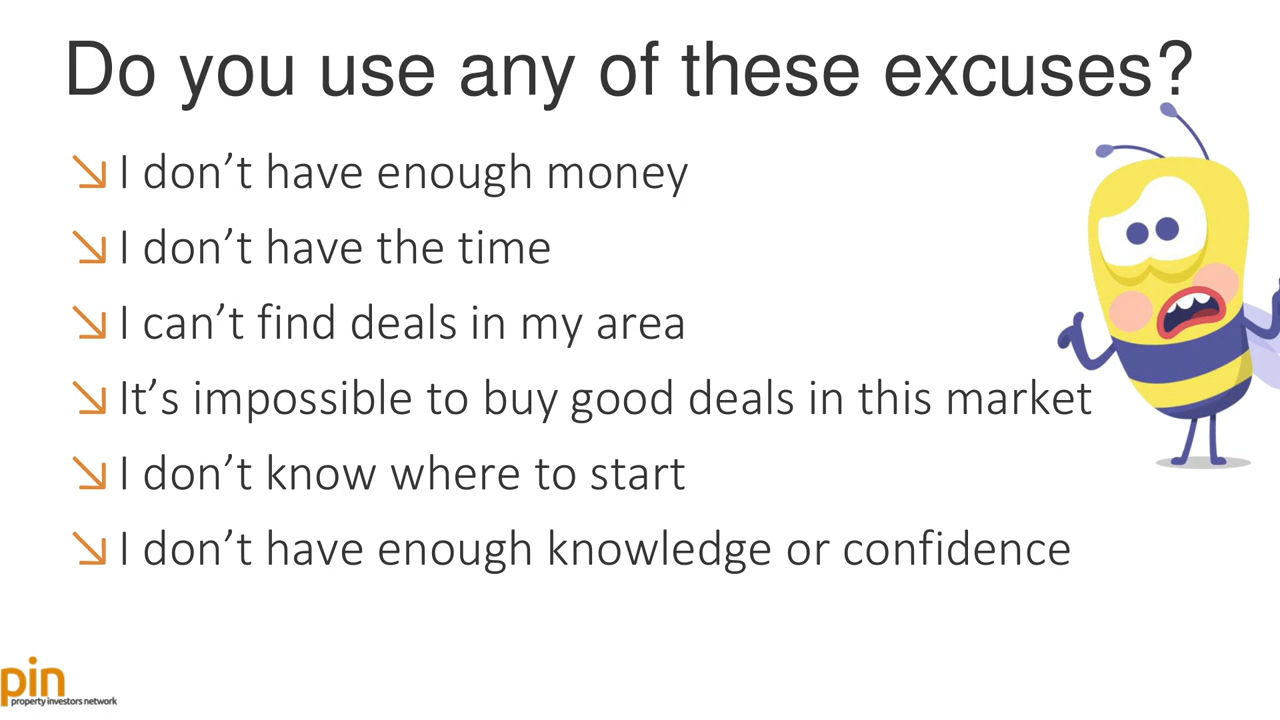 Do you use any of these excuses?
I don’t have enough money
I don’t have the time
I can’t find deals in my area
It’s impossible to buy good deals in this market
I don’t know where to start
I don’t have enough knowledge or confidence
pin
property investors network